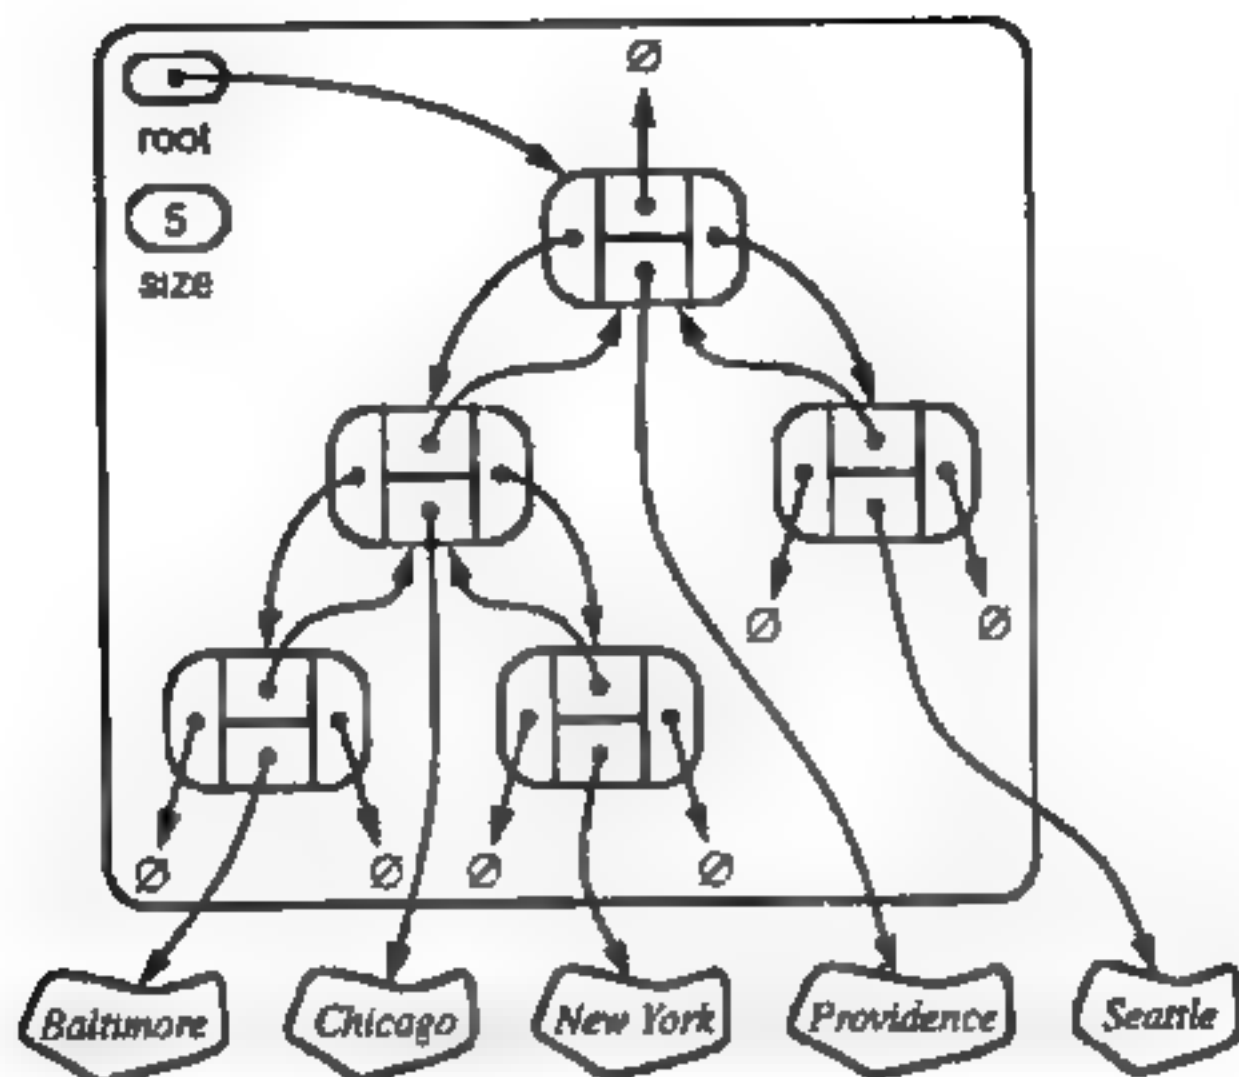 ∅
root
5
size
∅ ∅
∅ ∅ ∅ ∅
Baltimore Chicago New York Providence Seattle